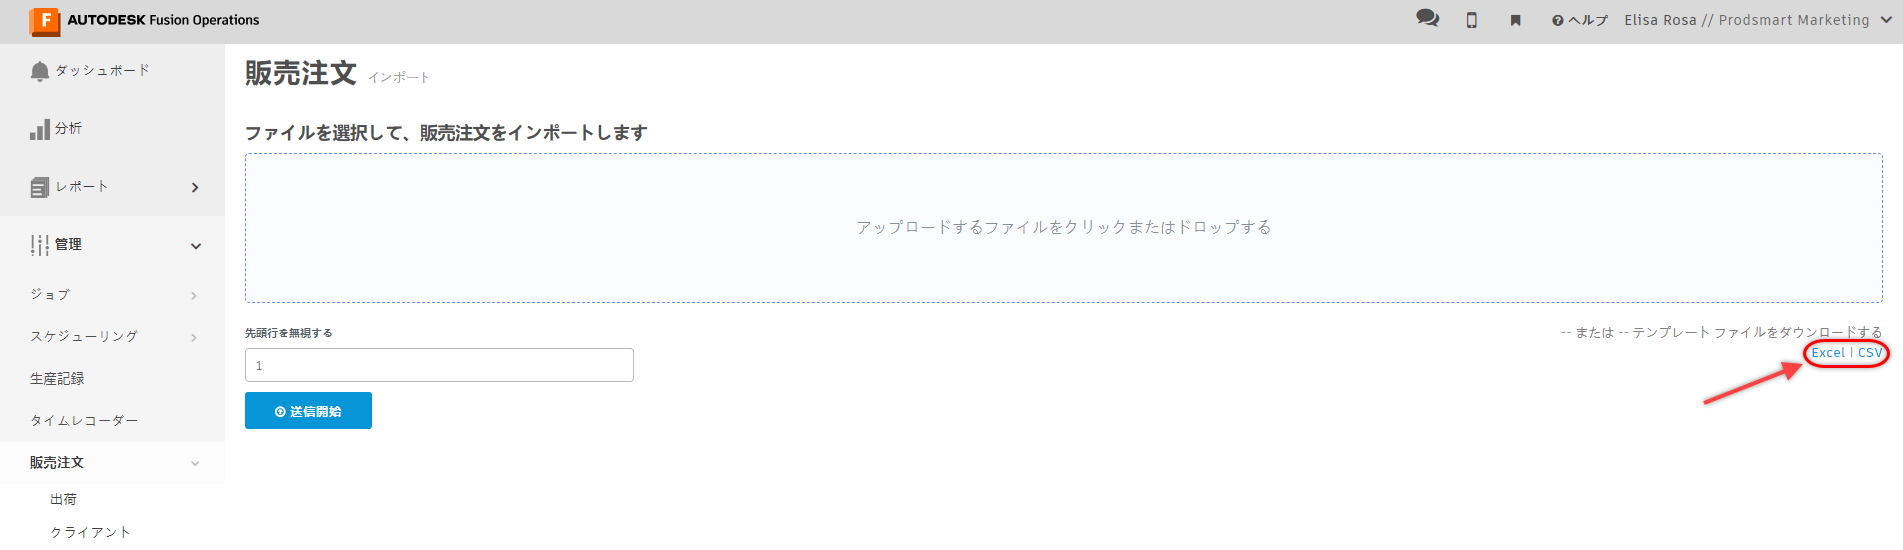 F AUTODESK Fusion Operations
ヘルプ Elisa Rosa // Prodsmart Marketing
ダッシュボード
分析
レポート
管理
ジョブ
スケジューリング
生産記録
タイムレコーダー
販売注文
出荷
クライアント
販売注文 インポート
ファイルを選択して、販売注文をインポートします
アップロードするファイルをクリックまたはドロップする
先頭行を無視する
1
送信開始
-- または -- テンプレート ファイルをダウンロードする
Excel | CSV